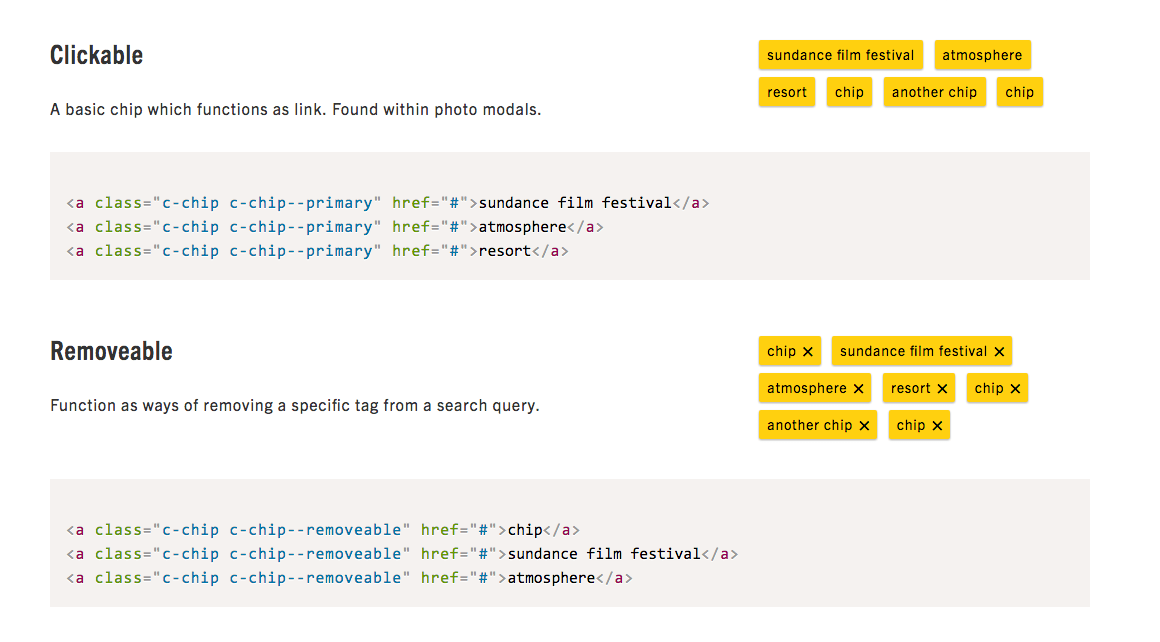 Clickable
sundance film festival atmosphere
resort chip another chip chip
A basic chip which functions as link. Found within photo modals.
<a class="c-chip c-chip--primary" href="#">sundance film festival</a>
<a class="c-chip c-chip--primary" href="#">atmosphere</a>
<a class="c-chip c-chip--primary" href="#">resort</a>
Removeable
chip ✕ sundance film festival ✕
atmosphere ✕ resort ✕ chip ✕
another chip ✕ chip ✕
Function as ways of removing a specific tag from a search query.
<a class="c-chip c-chip--removeable" href="#">chip</a>
<a class="c-chip c-chip--removeable" href="#">sundance film festival</a>
<a class="c-chip c-chip--removeable" href="#">atmosphere</a>